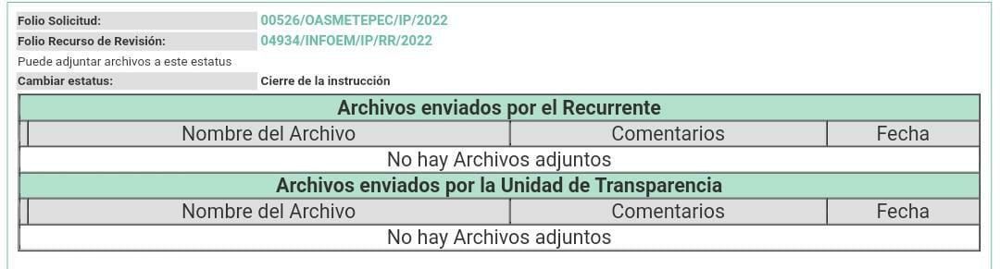 Folio Solicitud: 00526/OASMETEPEC/IP/2022
Folio Recurso de Revisión: 04934/INFOEM/IP/RR/2022
Puede adjuntar archivos a este estatus
Cambiar estatus: Cierre de la instrucción
Archivos enviados por el Recurrente
Nombre del Archivo Comentarios Fecha
No hay Archivos adjuntos
Archivos enviados por la Unidad de Transparencia
Nombre del Archivo Comentarios Fecha
No hay Archivos adjuntos